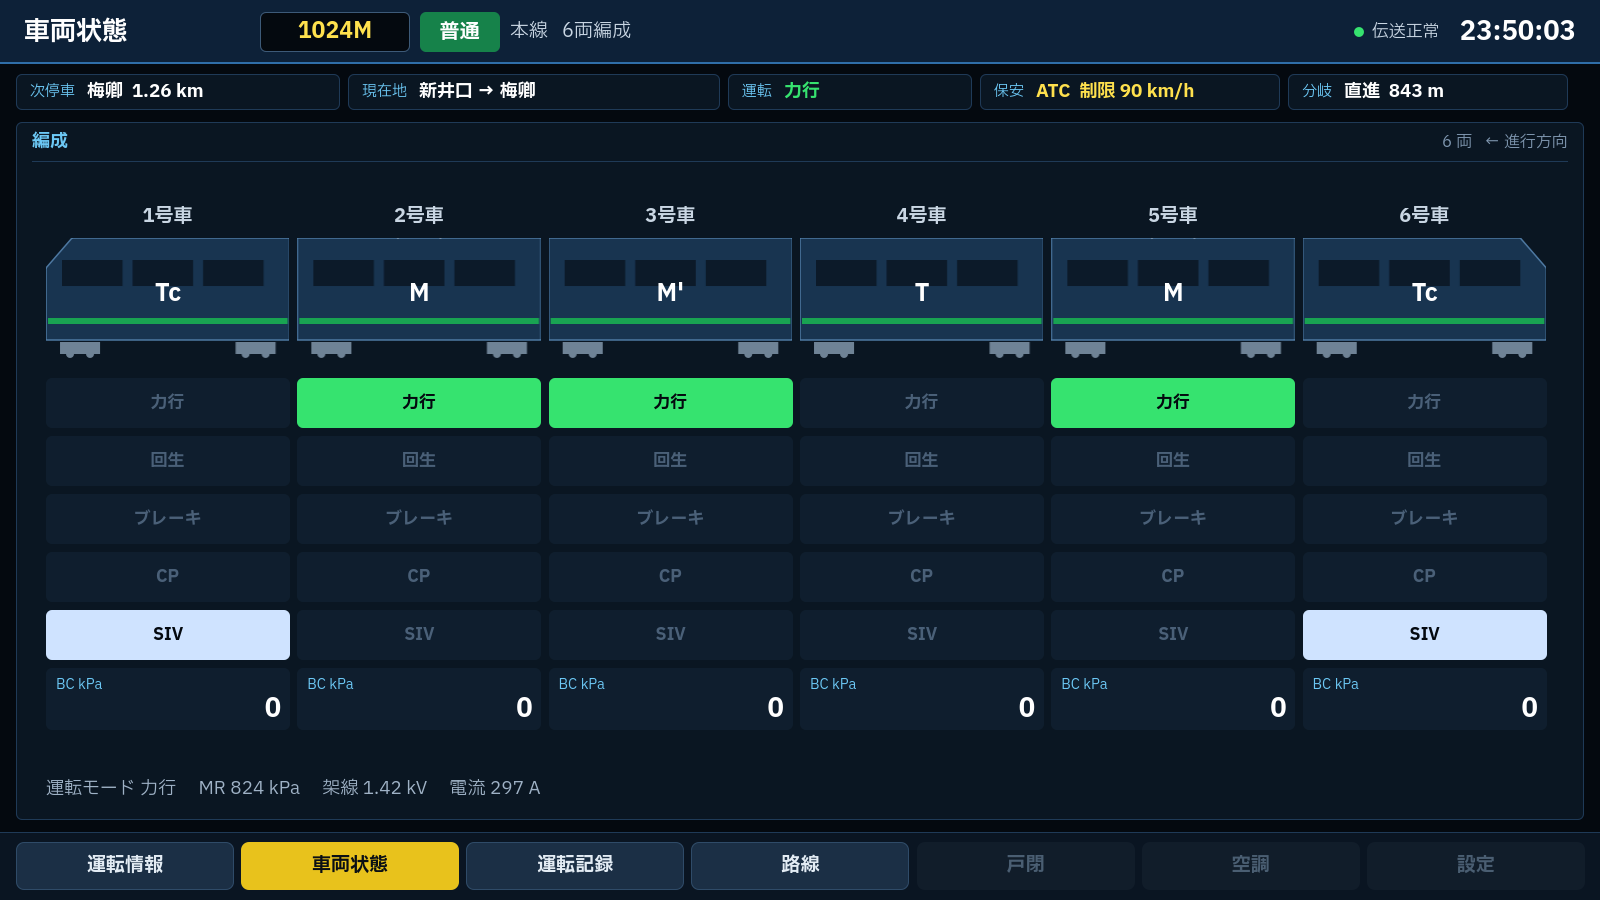 車両状態 1024M 普通 本線 6両編成 伝送正常 23:50:03
次停車 梅卿 1.26 km 現在地 新井口 → 梅卿 運転 力行 保安 ATC 制限 90 km/h 分岐 直進 843 m
編成 6 両 ← 進行方向
1号車 2号車 3号車 4号車 5号車 6号車
Tc M M' T M Tc
力行 力行 力行 力行 力行 力行
回生 回生 回生 回生 回生 回生
ブレーキ ブレーキ ブレーキ ブレーキ ブレーキ ブレーキ
CP CP CP CP CP CP
SIV SIV SIV SIV SIV SIV
BC kPa BC kPa BC kPa BC kPa BC kPa BC kPa
0 0 0 0 0 0
運転モード 力行 MR 824 kPa 架線 1.42 kV 電流 297 A
運転情報 車両状態 運転記録 路線 戸閉 空調 設定